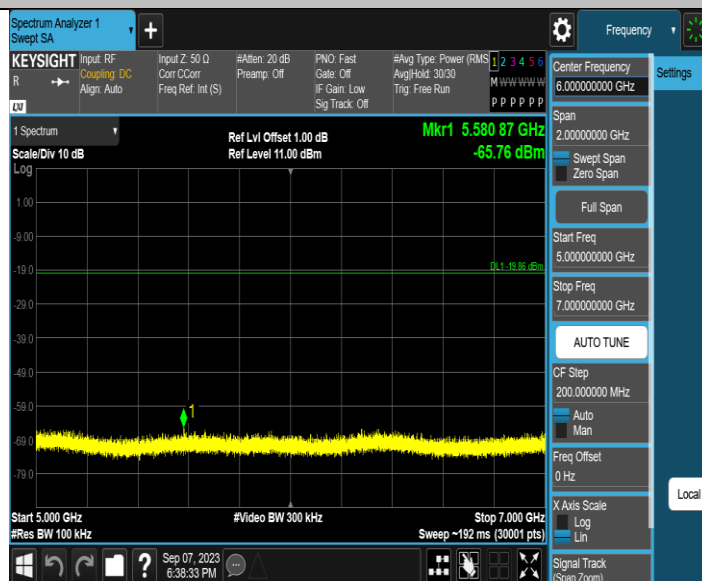 Spectrum Analyzer 1
Swept SA
Frequency
KEYSIGHT
R
LXI
Input: RF
Coupling: DC
Align: Auto
Input Z: 50 Ω
Corr CCorr
Freq Ref: Int (S)
#Atten: 20 dB
Preamp: Off
PNO: Fast
Gate: Off
IF Gain: Low
Sig Track: Off
#Avg Type: Power (RMS
Avg|Hold: 30/30
Trig: Free Run
1 2 3 4 5 6
M W W W W W
P P P P P P
1 Spectrum
Scale/Div 10 dB
Log
Ref Lvl Offset 1.00 dB
Ref Level 11.00 dBm
Mkr1 5.580 87 GHz
-65.76 dBm
1.00
-9.00
-19.0
-29.0
-39.0
-49.0
-59.0
-69.0
-79.0
DL1 -19.86 dBm
1
Start 5.000 GHz
#Res BW 100 kHz
#Video BW 300 kHz
Stop 7.000 GHz
Sweep ~192 ms (30001 pts)
Sep 07, 2023
6:38:33 PM
Center Frequency
6.00000000 GHz
Span
2.00000000 GHz
Swept Span
Zero Span
Full Span
Start Freq
5.000000000 GHz
Stop Freq
7.000000000 GHz
AUTO TUNE
CF Step
200.000000 MHz
Auto
Man
Freq Offset
0 Hz
X Axis Scale
Log
Lin
Signal Track
(Span Zoom)
Settings
Local